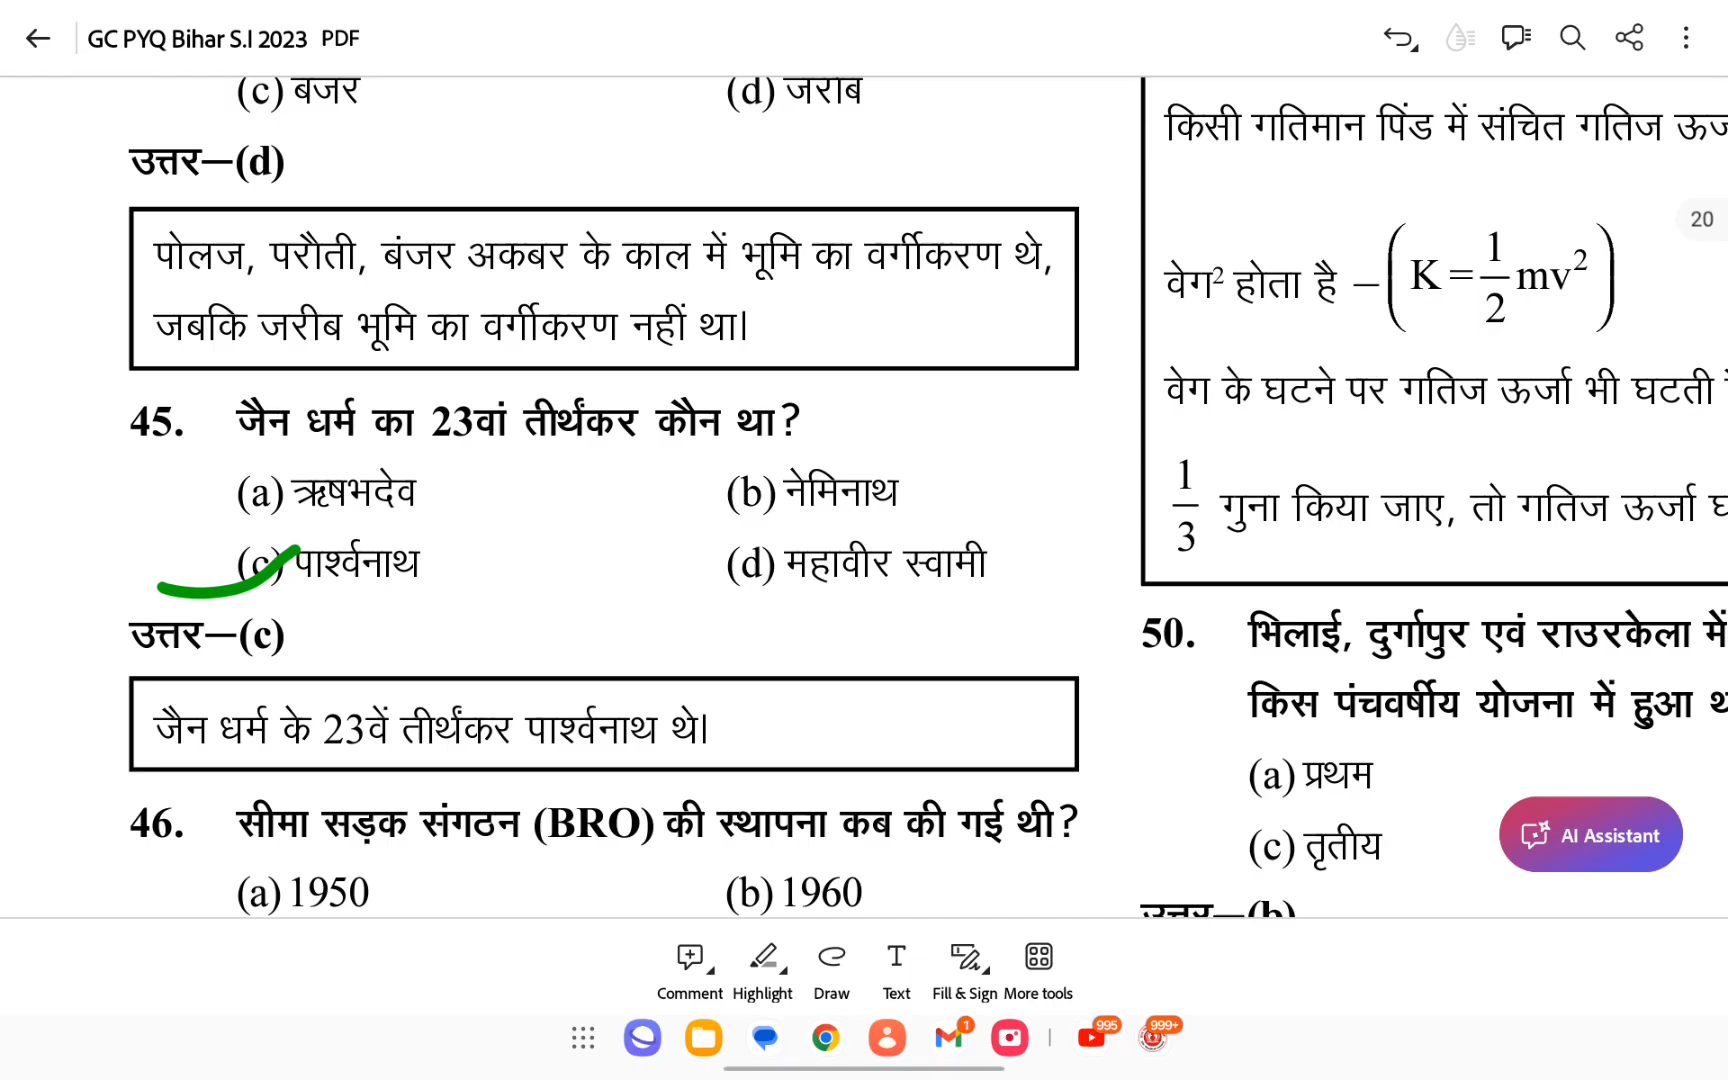 GC PYQ Bihar S.I 2023 PDF
(c) बंजर (d) जरीब
उत्तर–(d)
पोलज, परौती, बंजर अकबर के काल में भूमि का वर्गीकरण थे,
जबकि जरीब भूमि का वर्गीकरण नहीं था।
45. जैन धर्म का 23वां तीर्थंकर कौन था?
(a) ऋषभदेव (b) नेमिनाथ
(c) पार्श्वनाथ (d) महावीर स्वामी
उत्तर–(c)
जैन धर्म के 23वें तीर्थंकर पार्श्वनाथ थे।
46. सीमा सड़क संगठन (BRO) की स्थापना कब की गई थी?
(a) 1950 (b) 1960
किसी गतिमान पिंड में संचित गतिज
20
वेग² होता है – (K = 1/2 mv²)
वेग के घटने पर गतिज ऊर्जा भी घटती
1/3 गुना किया जाए, तो गतिज ऊर्जा
50. भिलाई, दुर्गापुर एवं राउरकेला में
किस पंचवर्षीय योजना में हुआ
(a) प्रथम
(c) तृतीय
उत्तर–(b)
AI Assistant
Comment Highlight Draw Text Fill & Sign More tools
1 995 999+